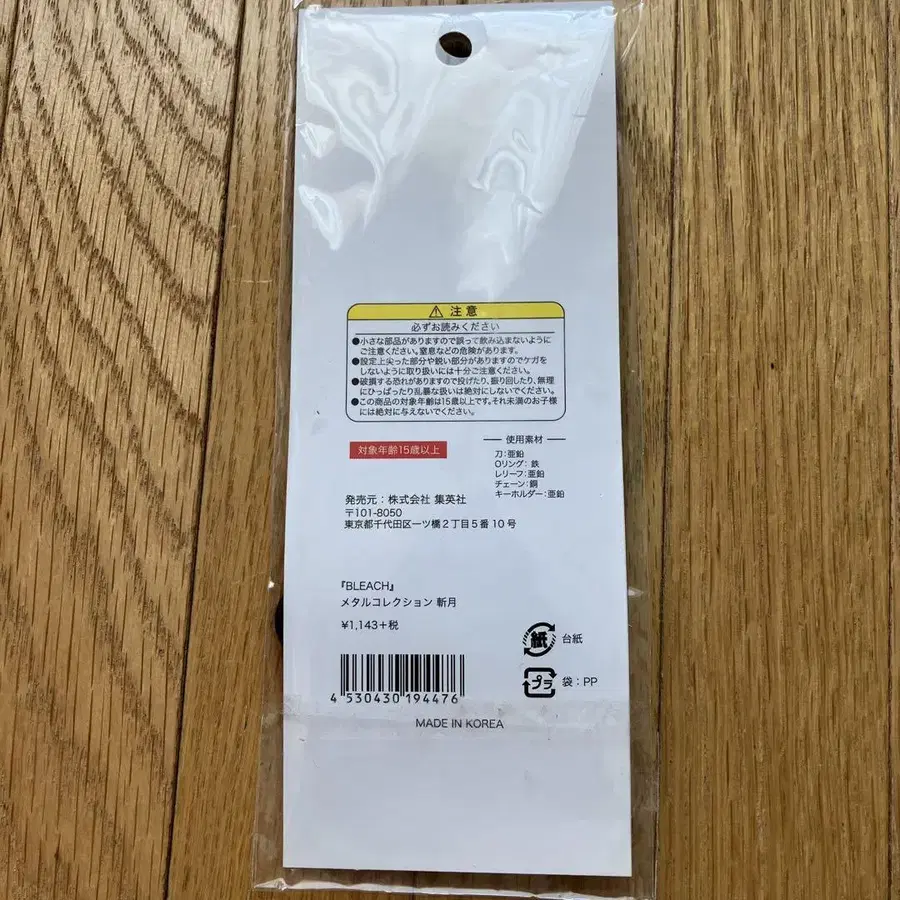 ⚠ 注意
必ずお読みください
●小さな部品がありますので誤って飲み込まないように
ご注意ください。窒息などの危険があります。
●設定上尖った部分や鋭い部分がありますのでケガを
しないように取り扱いには十分ご注意ください。
●破損する恐れがありますので投げたり、振り回したり、無理
にひっぱったり乱暴な扱いは絶対にしないでください。
●この商品の対象年齢は15歳以上です。それ未満のお子様
には絶対に与えないでください。
対象年齢15歳以上
使用素材
刀:亜鉛
Oリング:鉄
レリーフ:亜鉛
チェーン:銅
キーホルダー:亜鉛
発売元:株式会社 集英社
〒101-8050
東京都千代田区一ツ橋2丁目5番10号
『BLEACH』
メタルコレクション 斬月
¥1,143+税
紙 台紙
プラ 袋:PP
4 530430 194476
MADE IN KOREA